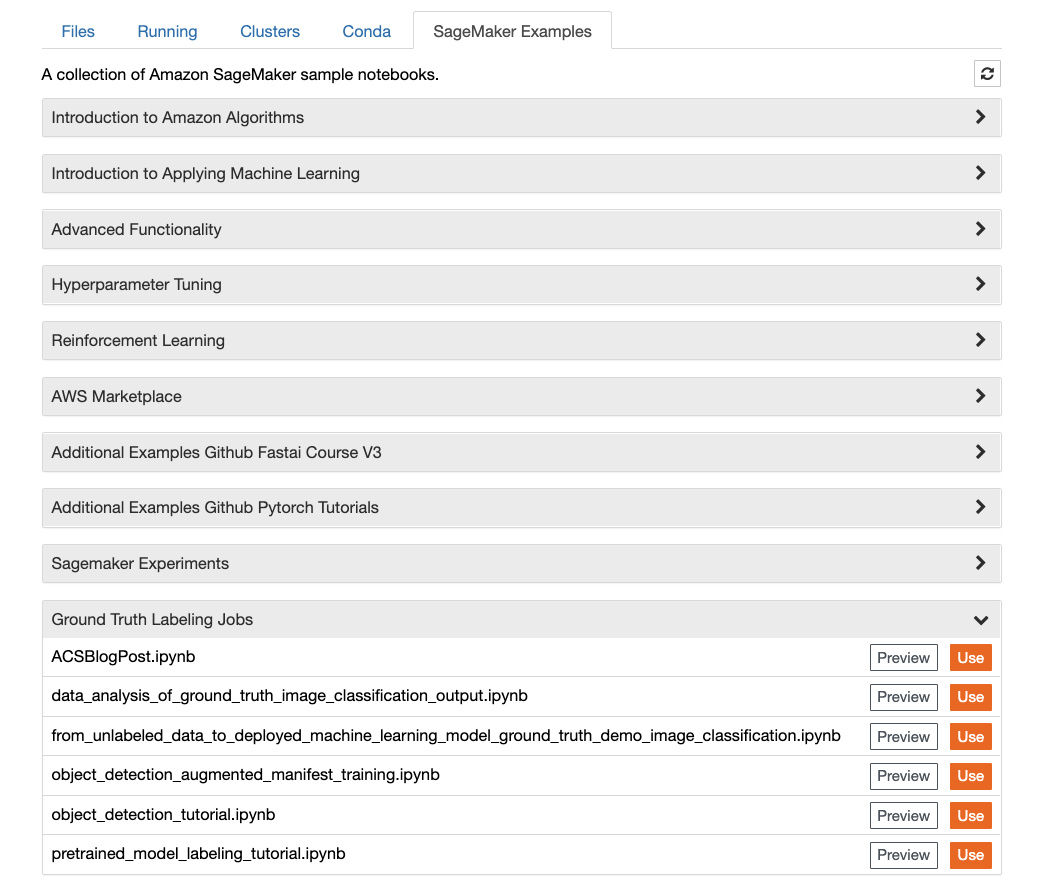 Files Running Clusters Conda SageMaker Examples
A collection of Amazon SageMaker sample notebooks.
Introduction to Amazon Algorithms
Introduction to Applying Machine Learning
Advanced Functionality
Hyperparameter Tuning
Reinforcement Learning
AWS Marketplace
Additional Examples Github Fastai Course V3
Additional Examples Github Pytorch Tutorials
Sagemaker Experiments
Ground Truth Labeling Jobs
ACSBlogPost.ipynb Preview Use
data_analysis_of_ground_truth_image_classification_output.ipynb Preview Use
from_unlabeled_data_to_deployed_machine_learning_model_ground_truth_demo_image_classification.ipynb Preview Use
object_detection_augmented_manifest_training.ipynb Preview Use
object_detection_tutorial.ipynb Preview Use
pretrained_model_labeling_tutorial.ipynb Preview Use